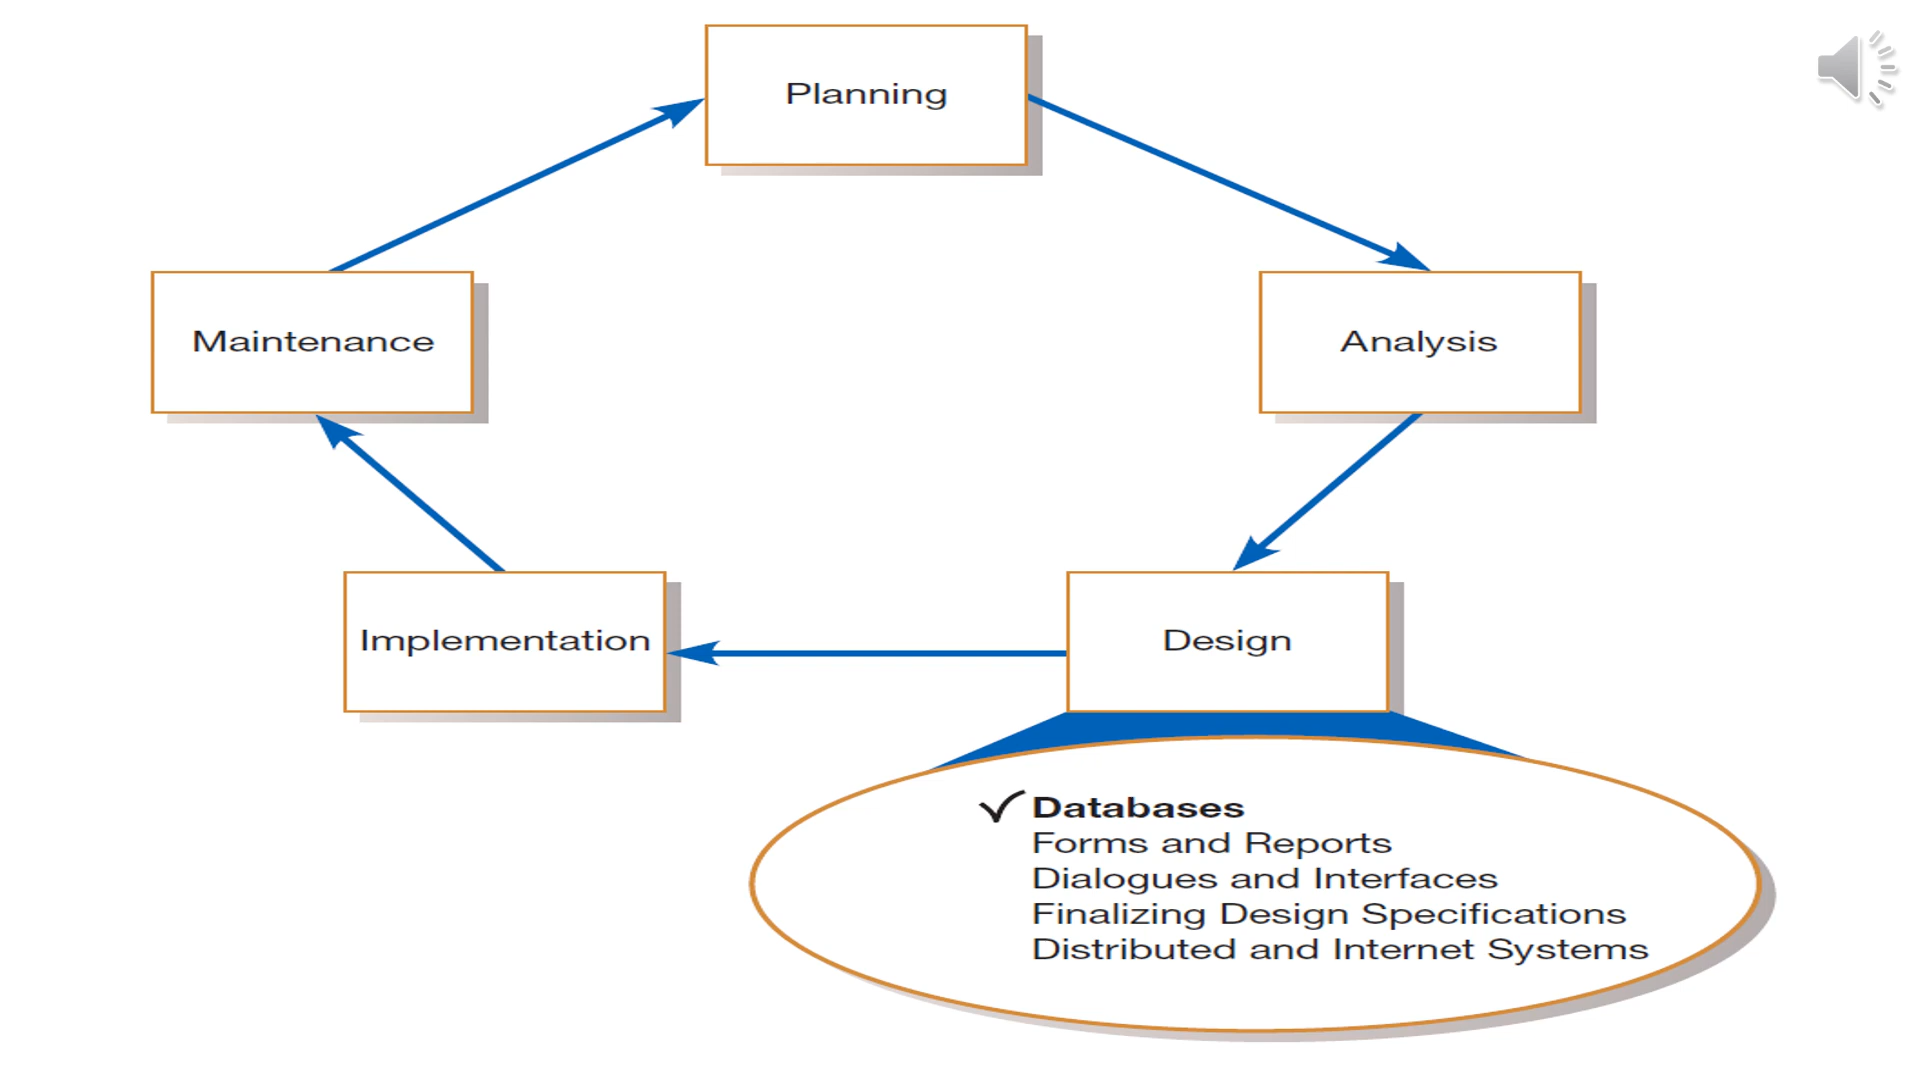 Planning
Maintenance
Analysis
Implementation
Design
Databases
Forms and Reports
Dialogues and Interfaces
Finalizing Design Specifications
Distributed and Internet Systems